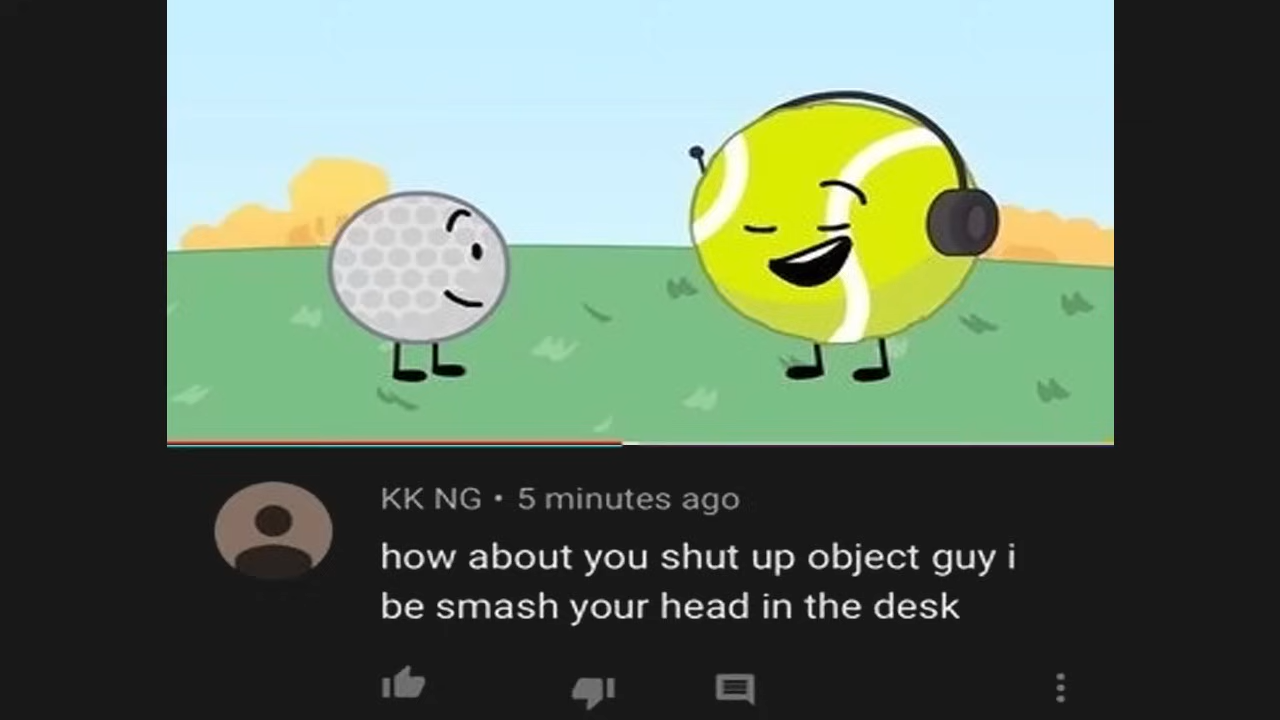 KK NG • 5 minutes ago
how about you shut up object guy i
be smash your head in the desk